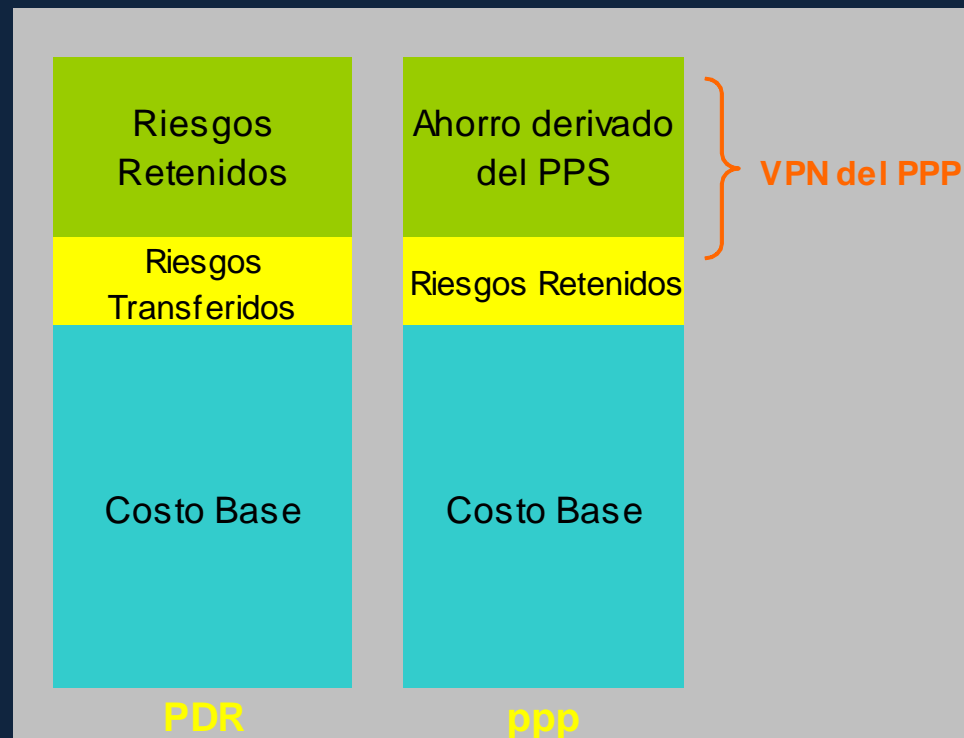 Riesgos
Retenidos
Riesgos
Transferidos
Costo Base
PDR
Ahorro derivado
del PPS
Riesgos Retenidos
Costo Base
ppp
VPN del PPP